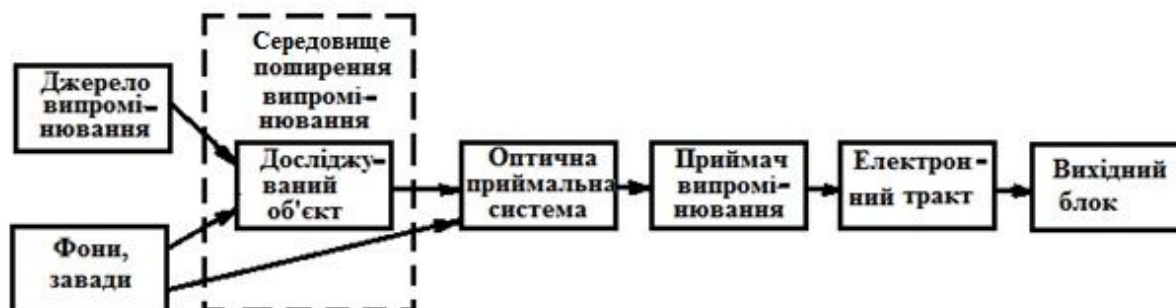 Середовище
поширення
випромі-
нювання
Джерело
випромі-
нювання
Досліджу-
ваний
об'єкт
Фони,
завади
Оптична
приймальна
система
Приймач
випромі-
нювання
Електрон-
ний тракт
Вихідний
блок